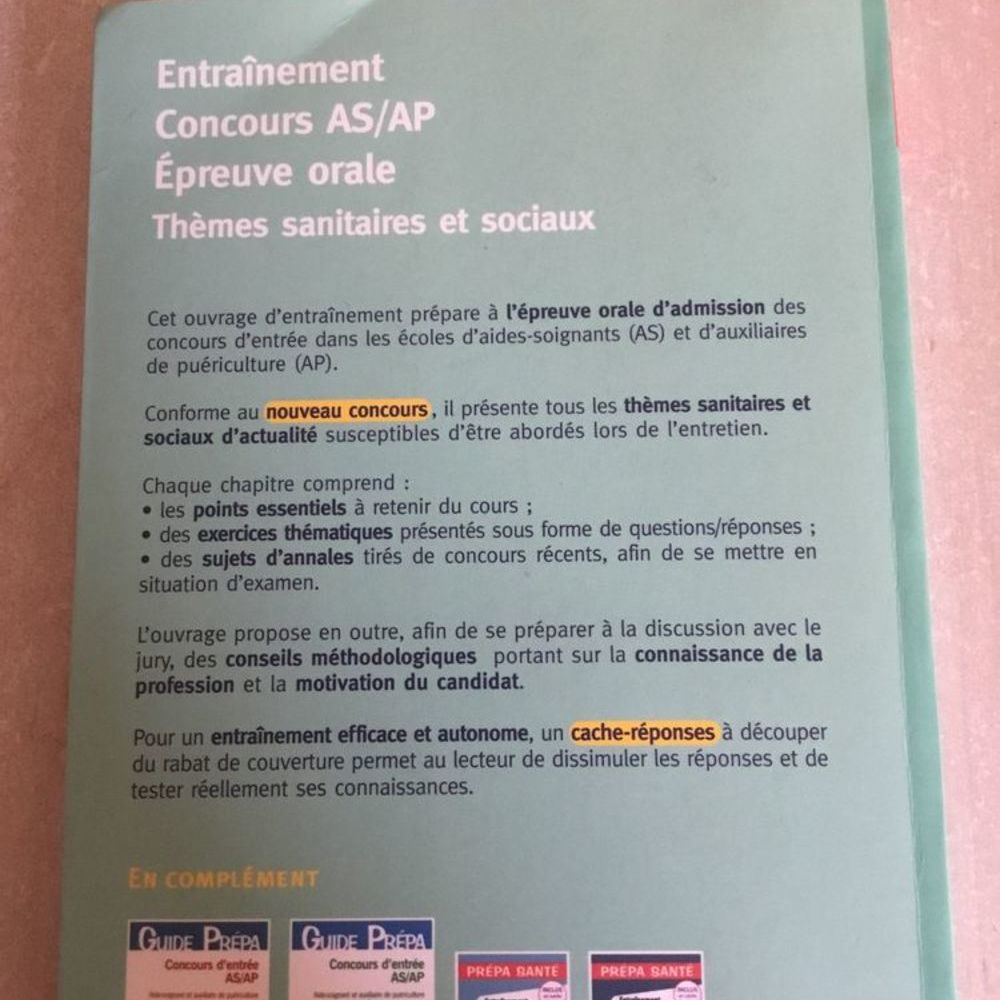 Entraînement
Concours AS/AP
Épreuve orale
Thèmes sanitaires et sociaux
Cet ouvrage d'entraînement prépare à l'épreuve orale d'admission des
concours d'entrée dans les écoles d'aides-soignants (AS) et d'auxiliaires
de puériculture (AP).
Conforme au nouveau concours, il présente tous les thèmes sanitaires et
sociaux d'actualité susceptibles d'être abordés lors de l'entretien.
Chaque chapitre comprend :
• les points essentiels à retenir du cours ;
• des exercices thématiques présentés sous forme de questions/réponses ;
• des sujets d'annales tirés de concours récents, afin de se mettre en
situation d'examen.
L'ouvrage propose en outre, afin de se préparer à la discussion avec le
jury, des conseils méthodologiques portant sur la connaissance de la
profession et la motivation du candidat.
Pour un entraînement efficace et autonome, un cache-réponses à découper
du rabat de couverture permet au lecteur de dissimuler les réponses et de
tester réellement ses connaissances.
EN COMPLÉMENT
GUIDE PRÉPA
Concours d'entrée
AS/AP
GUIDE PRÉPA
Concours d'entrée
AS/AP
PRÉPA SANTÉ
PRÉPA SANTÉ